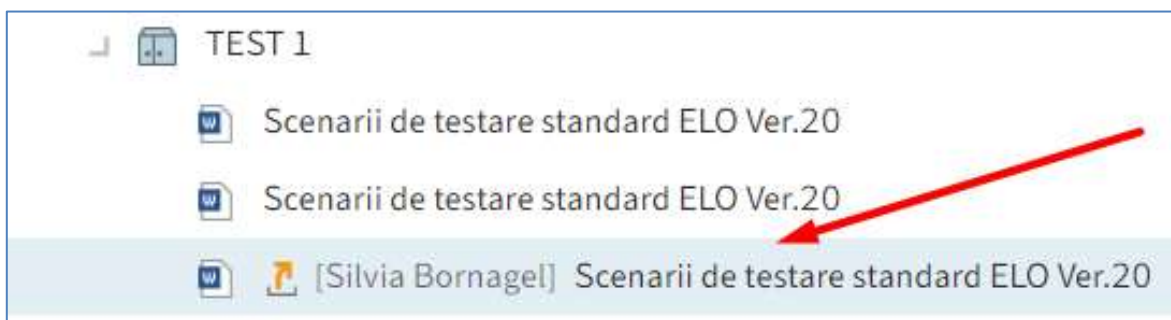 TEST 1
Scenarii de testare standard ELO Ver.20
Scenarii de testare standard ELO Ver.20
[Silvia Bornagel] Scenarii de testare standard ELO Ver.20